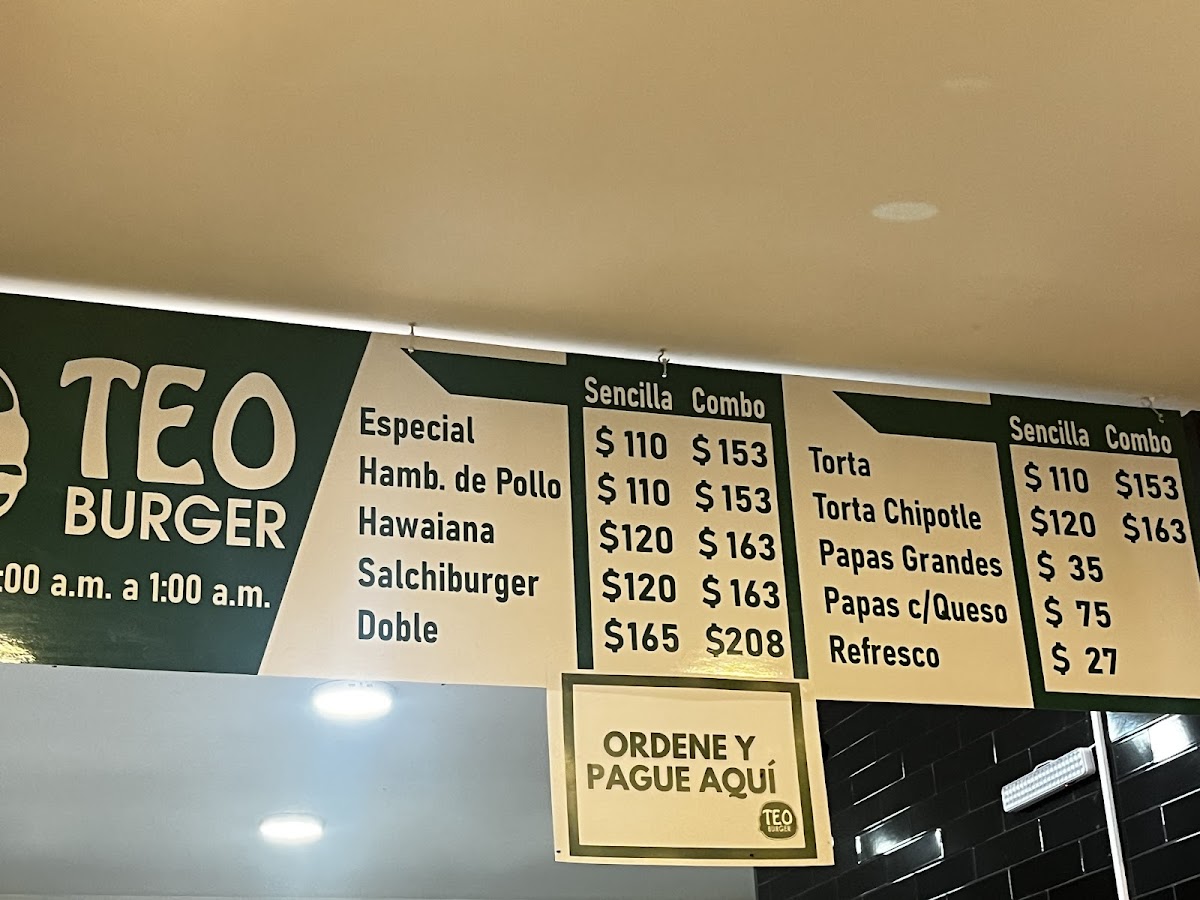 TEO
BURGER
:00 a.m. a 1:00 a.m.
Sencilla Combo
Especial $ 110 $ 153
Hamb. de Pollo $ 110 $ 153
Hawaiana $120 $ 163
Salchiburger $120 $ 163
Doble $165 $208
Sencilla Combo
Torta $ 110 $153
Torta Chipotle $120 $163
Papas Grandes $ 35
Papas c/Queso $ 75
Refresco $ 27
ORDENE Y
PAGUE AQUÍ
TEO
BURGER